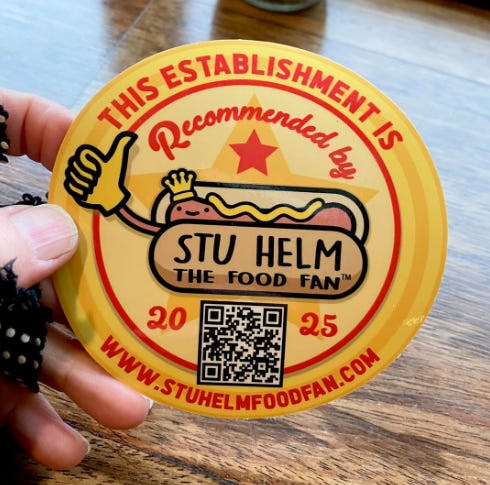 THIS ESTABLISHMENT IS
Recommended by
STU HELM
THE FOOD FAN™
20 25
WWW.STUHELMFOODFAN.COM